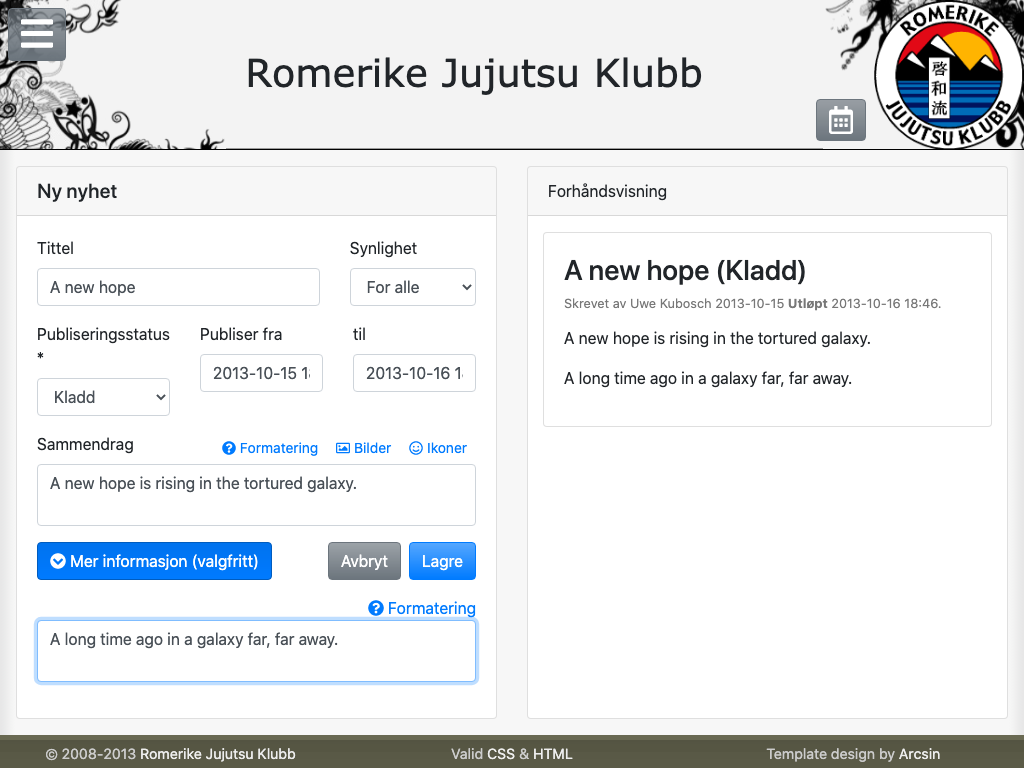 Romerike Jujutsu Klubb
ROMERIKE
啓和流
JUJUTSU KLUBB
Ny nyhet
Tittel
Synlighet
A new hope
For alle
Publiseringsstatus
*
Publiser fra
til
2013-10-15 1
2013-10-16 1
Kladd
Sammendrag
Formatering
Bilder
Ikoner
A new hope is rising in the tortured galaxy.
Mer informasjon (valgfritt)
Avbryt
Lagre
Formatering
A long time ago in a galaxy far, far away.
Forhåndsvisning
A new hope (Kladd)
Skrevet av Uwe Kubosch 2013-10-15 Utløpt 2013-10-16 18:46.
A new hope is rising in the tortured galaxy.
A long time ago in a galaxy far, far away.
© 2008-2013 Romerike Jujutsu Klubb
Valid CSS & HTML
Template design by Arcsin